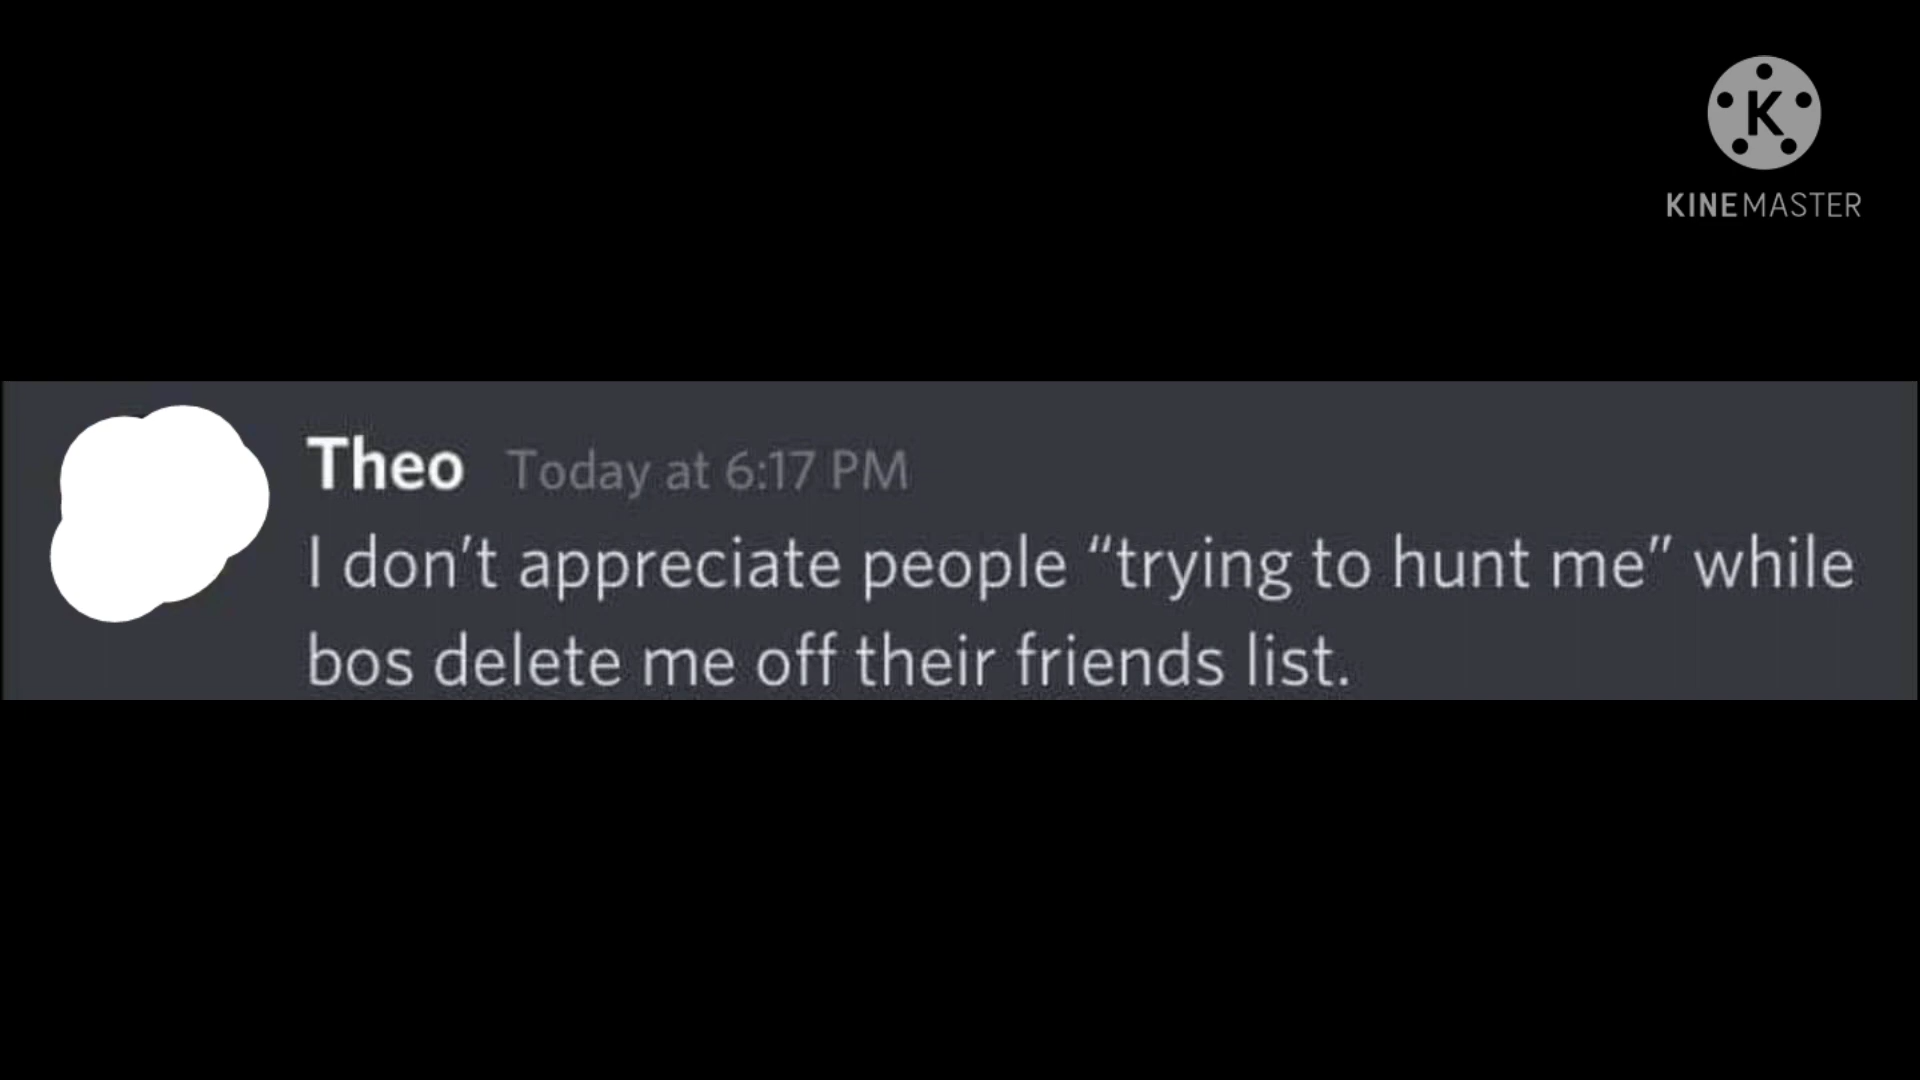 KINEMASTER
Theo Today at 6:17 PM
I don't appreciate people “trying to hunt me” while
bos delete me off their friends list.